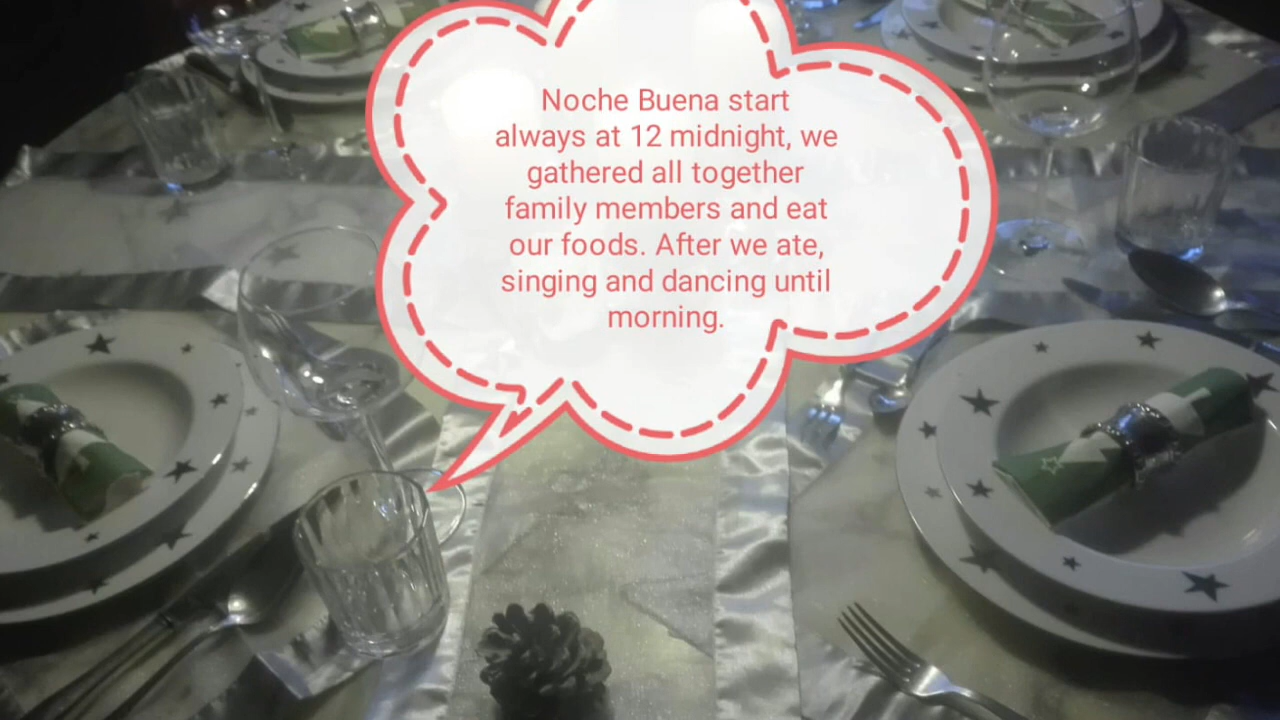 Noche Buena start
always at 12 midnight, we
gathered all together
family members and eat
our foods. After we ate,
singing and dancing until
morning.